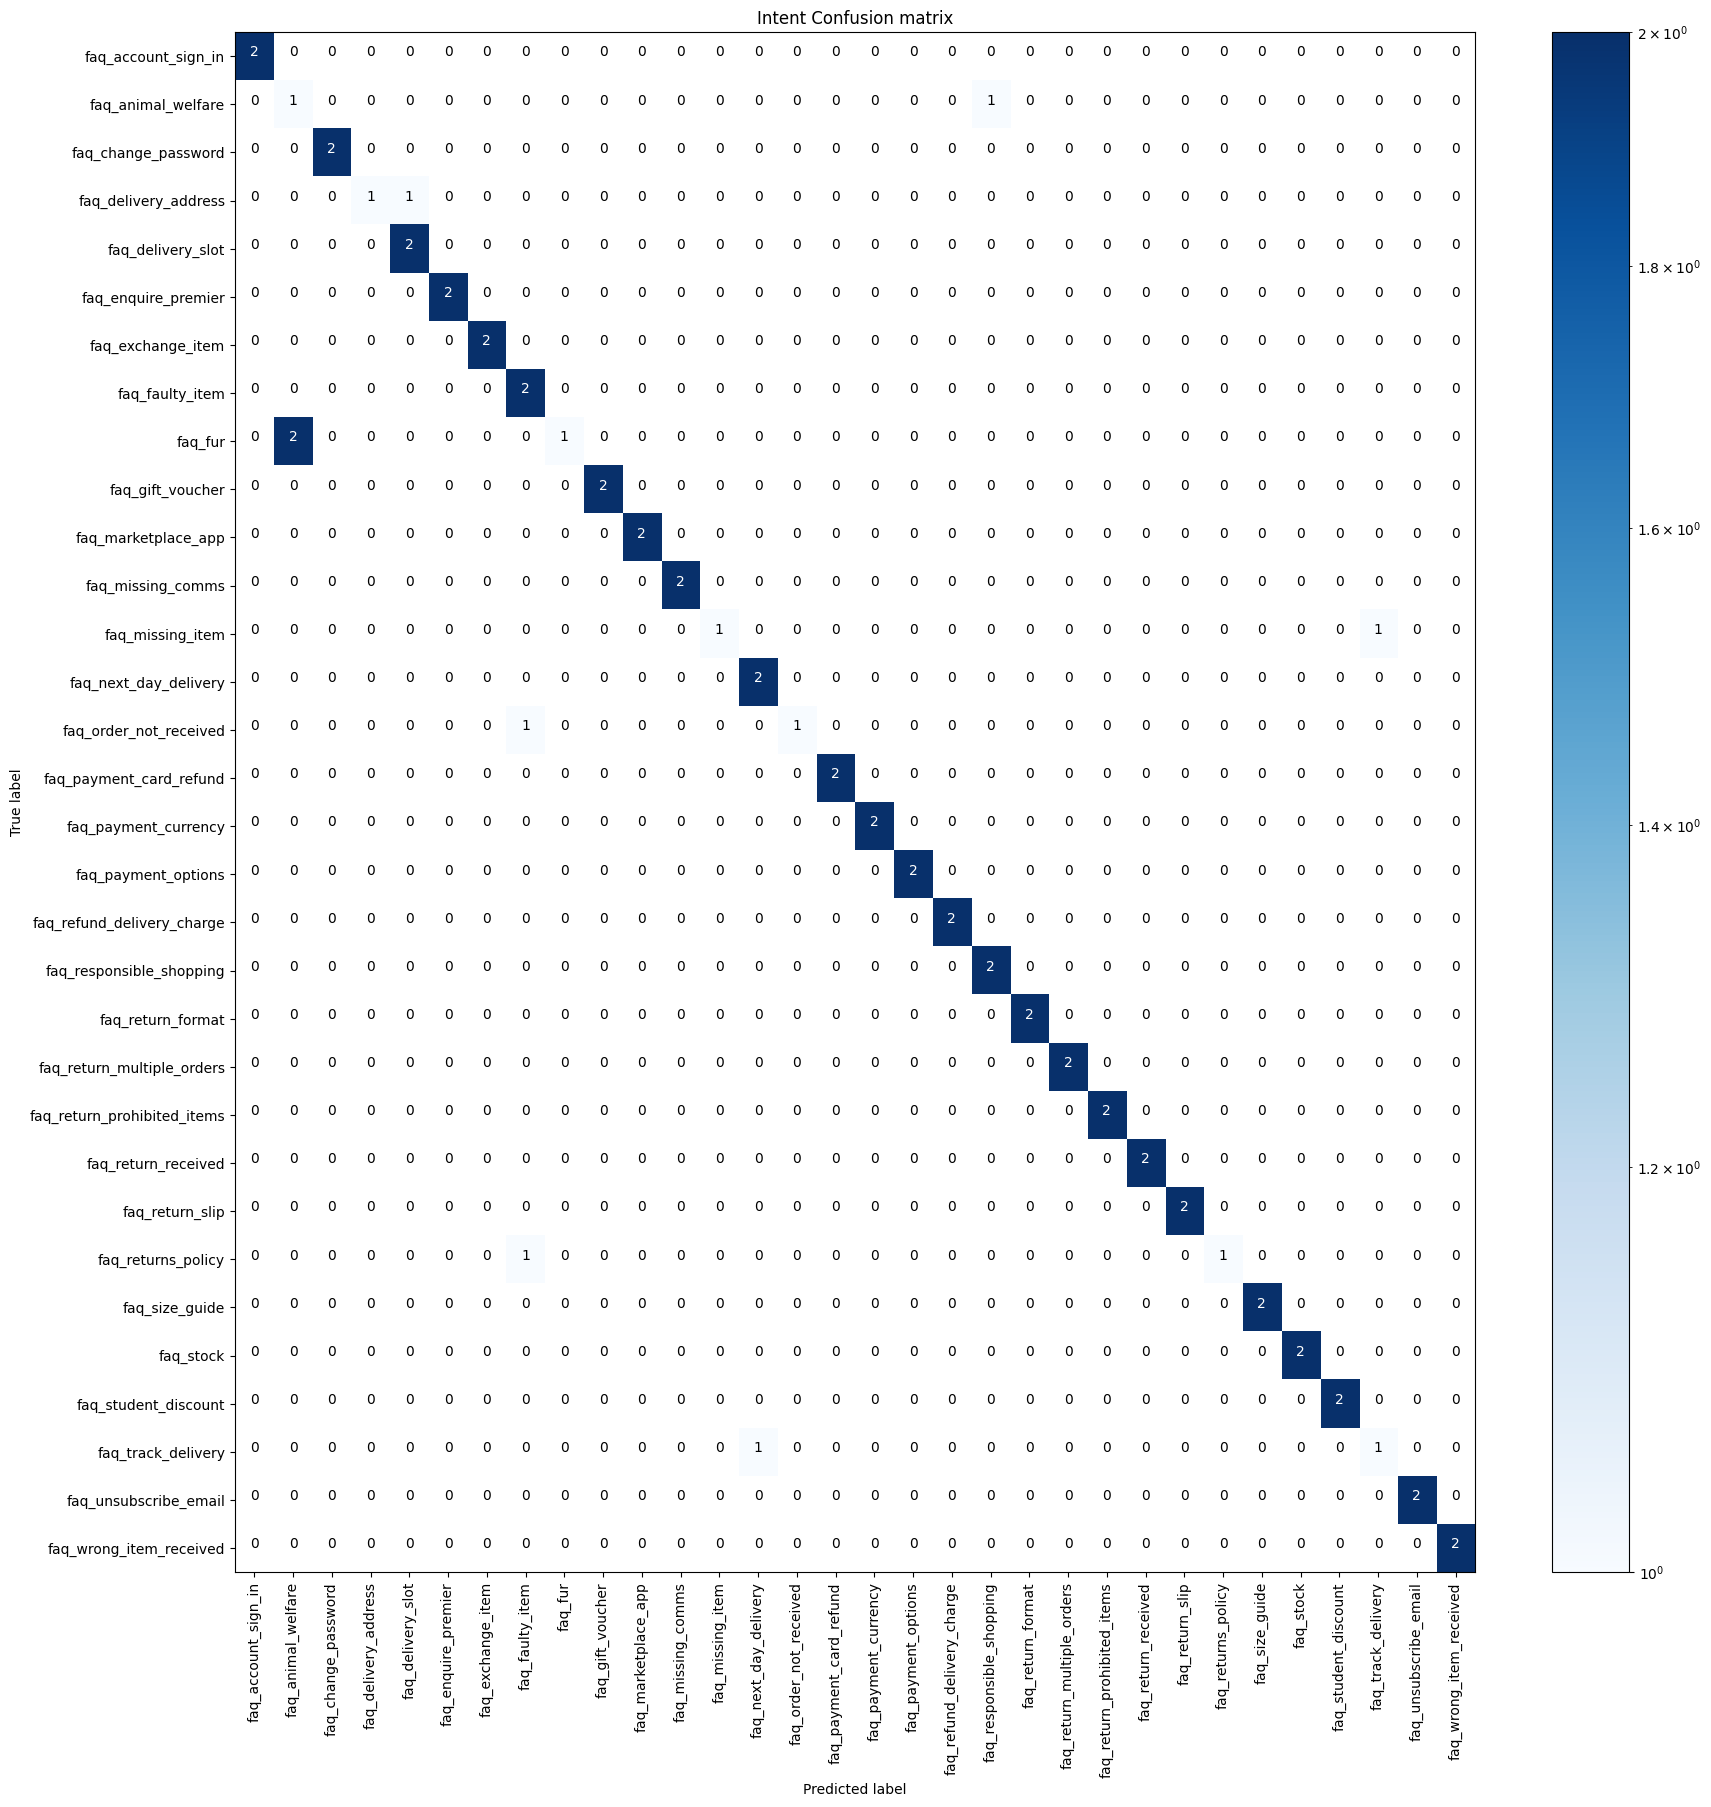 Intent Confusion matrix
faq_account_sign_in 2 0 0 0 0 0 0 0 0 0 0 0 0 0 0 0 0 0 0 0 0 0 0 0 0 0 0 0 0 0 0 0
faq_animal_welfare 0 1 0 0 0 0 0 0 0 0 0 0 0 0 0 0 0 0 0 1 0 0 0 0 0 0 0 0 0 0 0 0
faq_change_password 0 0 2 0 0 0 0 0 0 0 0 0 0 0 0 0 0 0 0 0 0 0 0 0 0 0 0 0 0 0 0 0
faq_delivery_address 0 0 0 1 1 0 0 0 0 0 0 0 0 0 0 0 0 0 0 0 0 0 0 0 0 0 0 0 0 0 0 0
faq_delivery_slot 0 0 0 0 2 0 0 0 0 0 0 0 0 0 0 0 0 0 0 0 0 0 0 0 0 0 0 0 0 0 0 0
faq_enquire_premier 0 0 0 0 0 2 0 0 0 0 0 0 0 0 0 0 0 0 0 0 0 0 0 0 0 0 0 0 0 0 0 0
faq_exchange_item 0 0 0 0 0 0 2 0 0 0 0 0 0 0 0 0 0 0 0 0 0 0 0 0 0 0 0 0 0 0 0 0
faq_faulty_item 0 0 0 0 0 0 0 2 0 0 0 0 0 0 0 0 0 0 0 0 0 0 0 0 0 0 0 0 0 0 0 0
faq_fur 0 2 0 0 0 0 0 0 1 0 0 0 0 0 0 0 0 0 0 0 0 0 0 0 0 0 0 0 0 0 0 0
faq_gift_voucher 0 0 0 0 0 0 0 0 0 2 0 0 0 0 0 0 0 0 0 0 0 0 0 0 0 0 0 0 0 0 0 0
faq_marketplace_app 0 0 0 0 0 0 0 0 0 0 2 0 0 0 0 0 0 0 0 0 0 0 0 0 0 0 0 0 0 0 0 0
faq_missing_comms 0 0 0 0 0 0 0 0 0 0 0 2 0 0 0 0 0 0 0 0 0 0 0 0 0 0 0 0 0 0 0 0
faq_missing_item 0 0 0 0 0 0 0 0 0 0 0 0 1 0 0 0 0 0 0 0 0 0 0 0 0 0 0 0 0 1 0 0
faq_next_day_delivery 0 0 0 0 0 0 0 0 0 0 0 0 0 2 0 0 0 0 0 0 0 0 0 0 0 0 0 0 0 0 0 0
faq_order_not_received 0 0 0 0 0 0 0 1 0 0 0 0 0 0 1 0 0 0 0 0 0 0 0 0 0 0 0 0 0 0 0 0
faq_payment_card_refund 0 0 0 0 0 0 0 0 0 0 0 0 0 0 0 2 0 0 0 0 0 0 0 0 0 0 0 0 0 0 0 0
faq_payment_currency 0 0 0 0 0 0 0 0 0 0 0 0 0 0 0 0 2 0 0 0 0 0 0 0 0 0 0 0 0 0 0 0
faq_payment_options 0 0 0 0 0 0 0 0 0 0 0 0 0 0 0 0 0 2 0 0 0 0 0 0 0 0 0 0 0 0 0 0
faq_refund_delivery_charge 0 0 0 0 0 0 0 0 0 0 0 0 0 0 0 0 0 0 2 0 0 0 0 0 0 0 0 0 0 0 0 0
faq_responsible_shopping 0 0 0 0 0 0 0 0 0 0 0 0 0 0 0 0 0 0 0 2 0 0 0 0 0 0 0 0 0 0 0 0
faq_return_format 0 0 0 0 0 0 0 0 0 0 0 0 0 0 0 0 0 0 0 0 2 0 0 0 0 0 0 0 0 0 0 0
faq_return_multiple_orders 0 0 0 0 0 0 0 0 0 0 0 0 0 0 0 0 0 0 0 0 0 2 0 0 0 0 0 0 0 0 0 0
faq_return_prohibited_items 0 0 0 0 0 0 0 0 0 0 0 0 0 0 0 0 0 0 0 0 0 0 2 0 0 0 0 0 0 0 0 0
faq_return_received 0 0 0 0 0 0 0 0 0 0 0 0 0 0 0 0 0 0 0 0 0 0 0 2 0 0 0 0 0 0 0 0
faq_return_slip 0 0 0 0 0 0 0 0 0 0 0 0 0 0 0 0 0 0 0 0 0 0 0 0 2 0 0 0 0 0 0 0
faq_returns_policy 0 0 0 0 0 0 0 1 0 0 0 0 0 0 0 0 0 0 0 0 0 0 0 0 0 1 0 0 0 0 0 0
faq_size_guide 0 0 0 0 0 0 0 0 0 0 0 0 0 0 0 0 0 0 0 0 0 0 0 0 0 0 2 0 0 0 0 0
faq_stock 0 0 0 0 0 0 0 0 0 0 0 0 0 0 0 0 0 0 0 0 0 0 0 0 0 0 0 2 0 0 0 0
faq_student_discount 0 0 0 0 0 0 0 0 0 0 0 0 0 0 0 0 0 0 0 0 0 0 0 0 0 0 0 0 2 0 0 0
faq_track_delivery 0 0 0 0 0 0 0 0 0 0 0 0 0 1 0 0 0 0 0 0 0 0 0 0 0 0 0 0 0 1 0 0
faq_unsubscribe_email 0 0 0 0 0 0 0 0 0 0 0 0 0 0 0 0 0 0 0 0 0 0 0 0 0 0 0 0 0 0 2 0
faq_wrong_item_received 0 0 0 0 0 0 0 0 0 0 0 0 0 0 0 0 0 0 0 0 0 0 0 0 0 0 0 0 0 0 0 2
True label
faq_account_sign_in
faq_animal_welfare
faq_change_password
faq_delivery_address
faq_delivery_slot
faq_enquire_premier
faq_exchange_item
faq_faulty_item
faq_fur
faq_gift_voucher
faq_marketplace_app
faq_missing_comms
faq_missing_item
faq_next_day_delivery
faq_order_not_received
faq_payment_card_refund
faq_payment_currency
faq_payment_options
faq_refund_delivery_charge
faq_responsible_shopping
faq_return_format
faq_return_multiple_orders
faq_return_prohibited_items
faq_return_received
faq_return_slip
faq_returns_policy
faq_size_guide
faq_stock
faq_student_discount
faq_track_delivery
faq_unsubscribe_email
faq_wrong_item_received
Predicted label
2 × 10⁰
1.8 × 10⁰
1.6 × 10⁰
1.4 × 10⁰
1.2 × 10⁰
10⁰